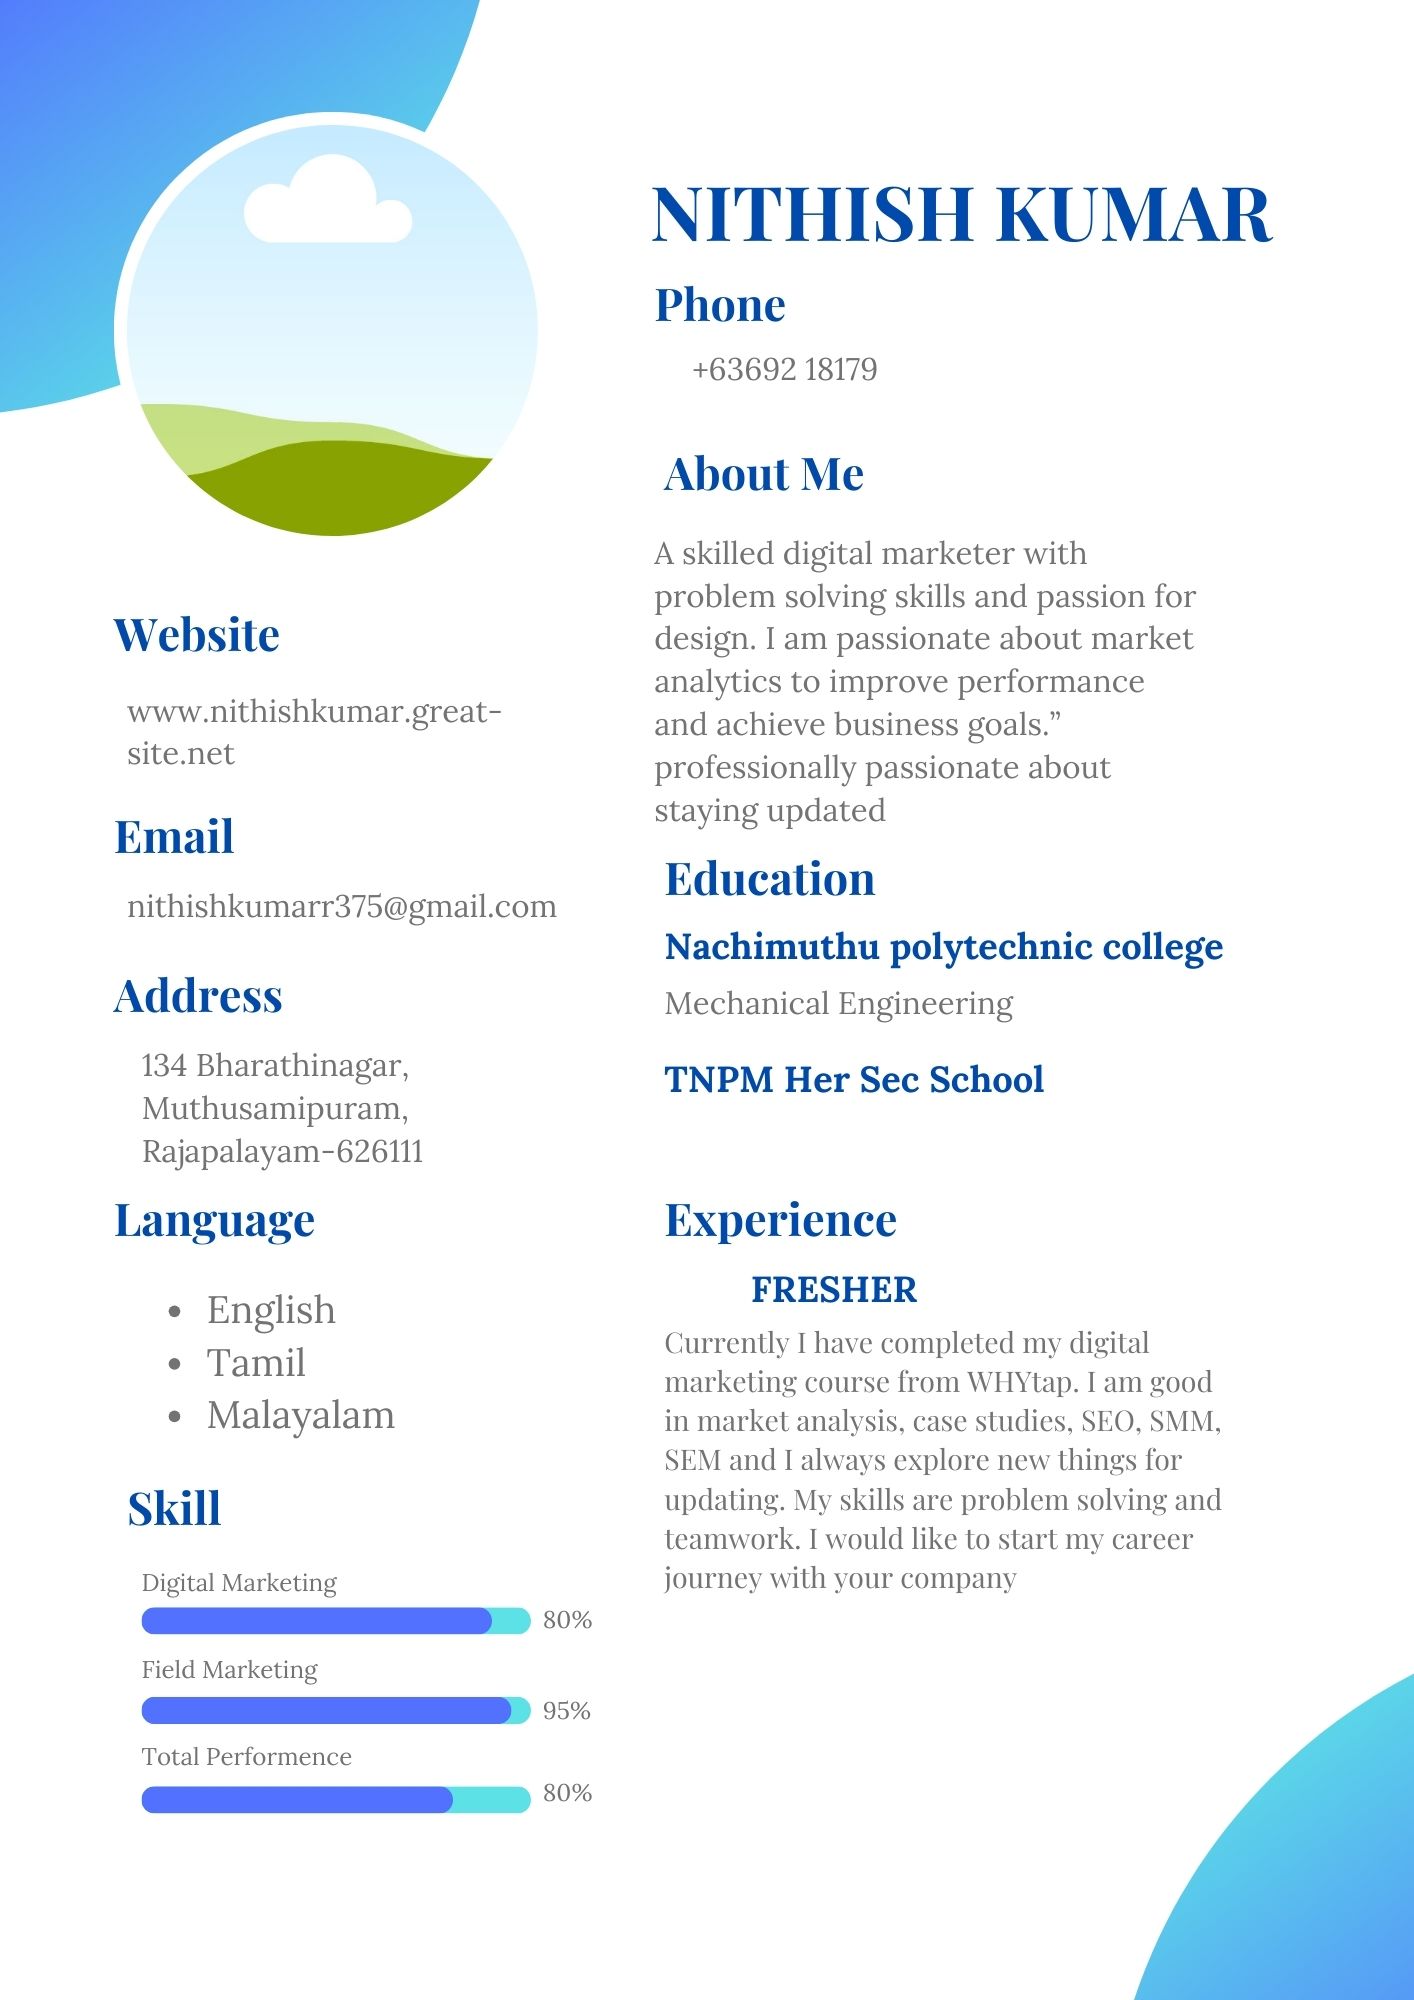 NITHISH KUMAR
Phone
+63692 18179
About Me
A skilled digital marketer with
problem solving skills and passion for
design. I am passionate about market
analytics to improve performance
and achieve business goals.”
professionally passionate about
staying updated
Education
Nachimuthu polytechnic college
Mechanical Engineering
TNPM Her Sec School
Experience
FRESHER
Currently I have completed my digital
marketing course from WHYtap. I am good
in market analysis, case studies, SEO, SMM,
SEM and I always explore new things for
updating. My skills are problem solving and
teamwork. I would like to start my career
journey with your company
Website
www.nithishkumar.great-
site.net
Email
nithishkumarr375@gmail.com
Address
134 Bharathinagar,
Muthusamipuram,
Rajapalayam-626111
Language
• English
• Tamil
• Malayalam
Skill
Digital Marketing
80%
Field Marketing
95%
Total Performence
80%